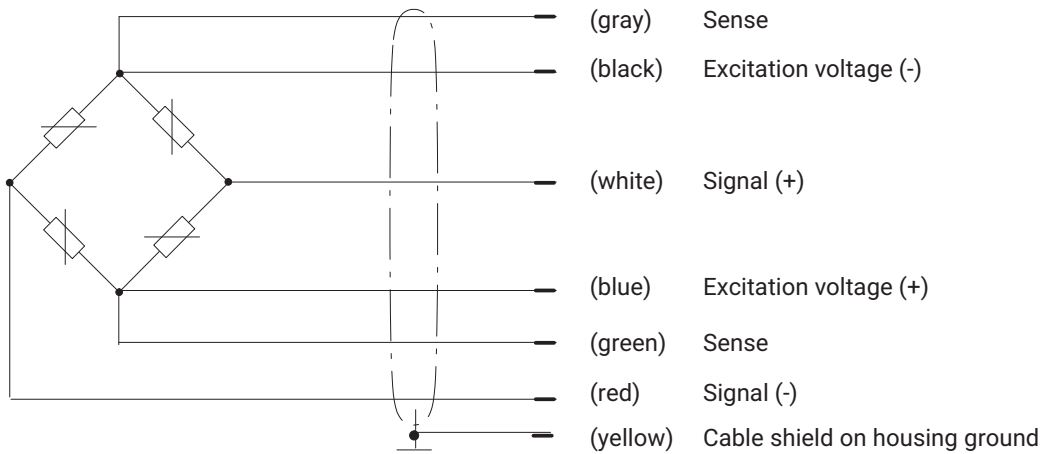 (gray) Sense
(black) Excitation voltage (-)
(white) Signal (+)
(blue) Excitation voltage (+)
(green) Sense
(red) Signal (-)
(yellow) Cable shield on housing ground